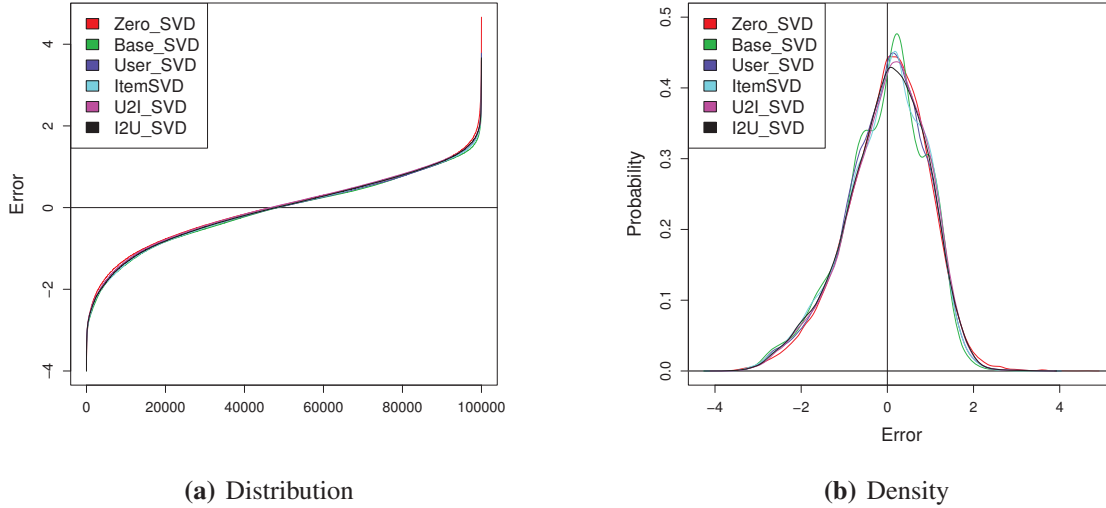 Zero_SVD
Base_SVD
User_SVD
ItemSVD
U2I_SVD
I2U_SVD
Error
4
2
0
−2
−4
0
20000
40000
60000
80000
100000
(a) Distribution
Zero_SVD
Base_SVD
User_SVD
ItemSVD
U2I_SVD
I2U_SVD
Probability
0.5
0.4
0.3
0.2
0.1
0.0
−4
−2
0
2
4
Error
(b) Density